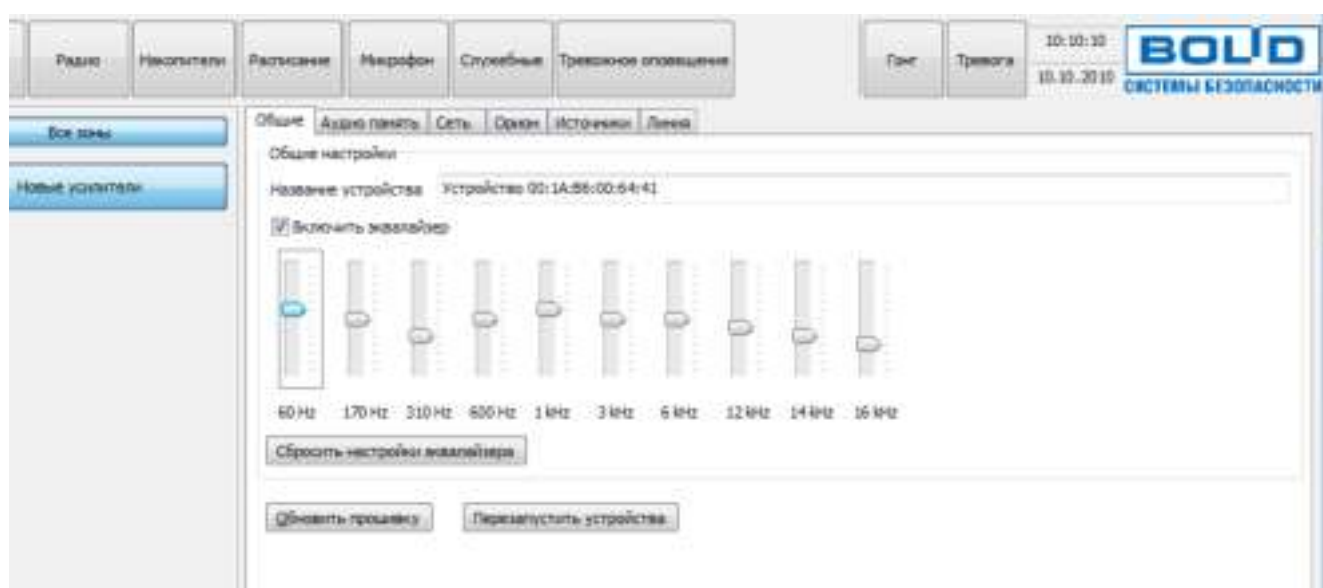 Радио Накопители Расписание Микрофон Служебные Тревожное оповещение Гонг Тревога 10:10:10
10.10.2010
BOLID
СИСТЕМЫ БЕЗОПАСНОСТИ
Все зоны
Новые усилители
Общие Аудио память Сеть Орион Источники Линия
Общие настройки
Название устройства Устройство 00:1A:B6:00:64:41
Включить эквалайзер
60 Hz 170 Hz 310 Hz 600 Hz 1 kHz 3 kHz 6 kHz 12 kHz 14 kHz 16 kHz
Сбросить настройки эквалайзера
Обновить прошивку Перезапустить устройства